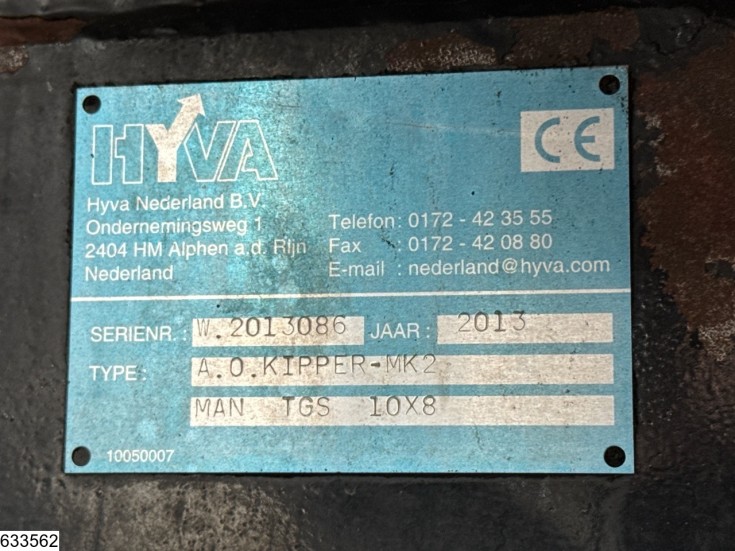 HYVA
CE
Hyva Nederland B.V.
Ondernemingsweg 1
2404 HM Alphen a.d. Rijn
Nederland
Telefon : 0172 - 42 35 55
Fax : 0172 - 42 08 80
E-mail : nederland@hyva.com
SERIENR. : W.2013086 JAAR : 2013
TYPE : A.O.KIPPER-MK2
MAN TGS 10X8
10050007
633562